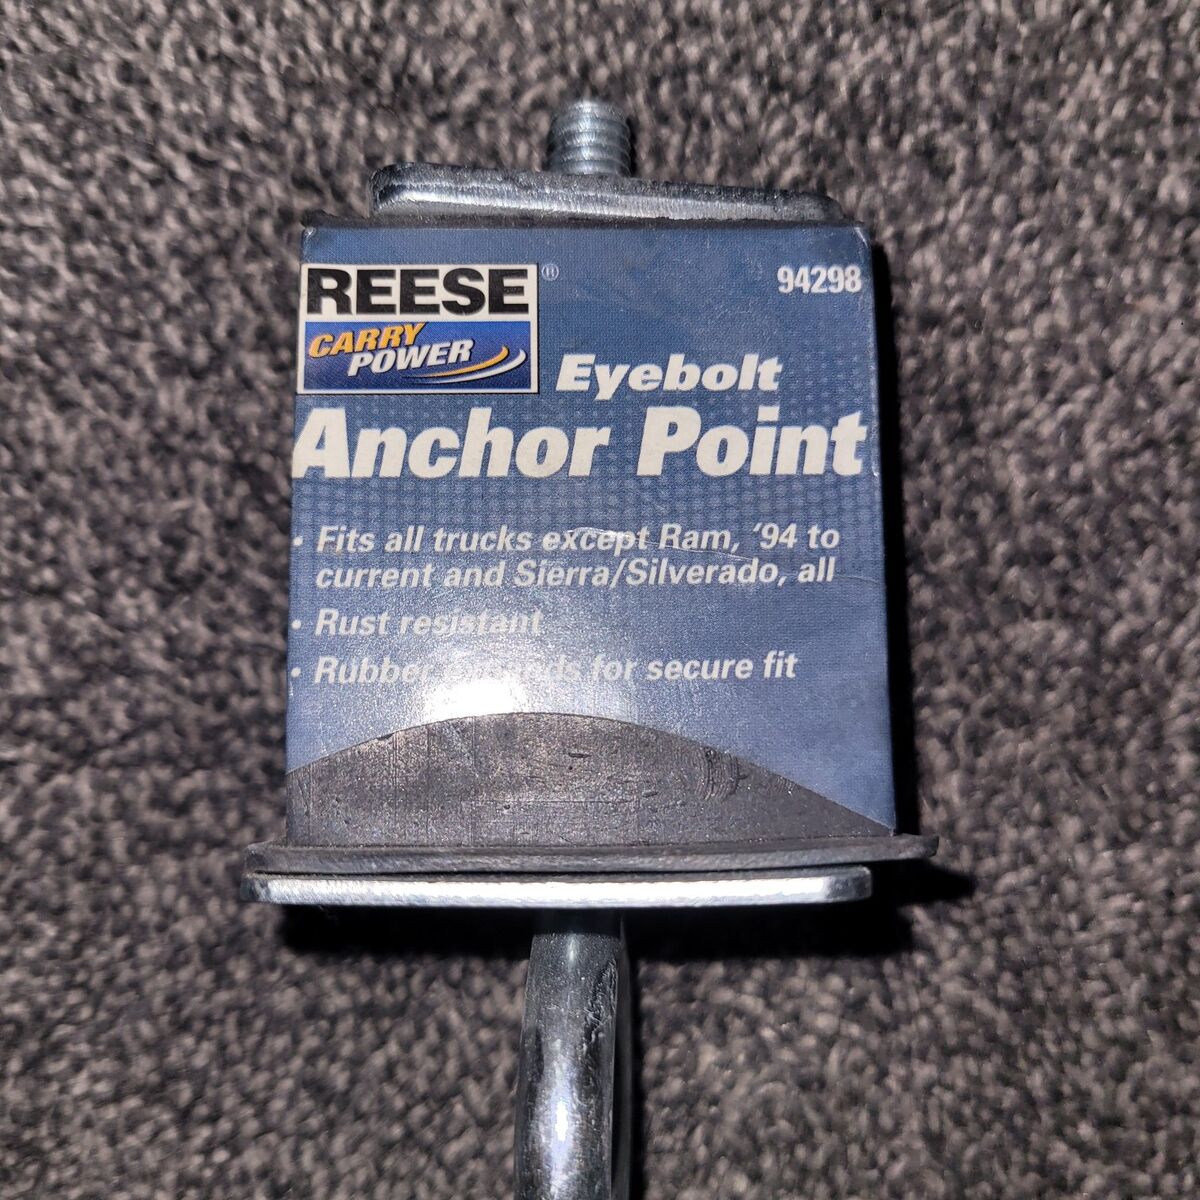 REESE®
94298
CARRY
POWER
Eyebolt
Anchor Point
• Fits all trucks except Ram, '94 to
current and Sierra/Silverado, all
• Rust resistant
• Rubber for secure fit